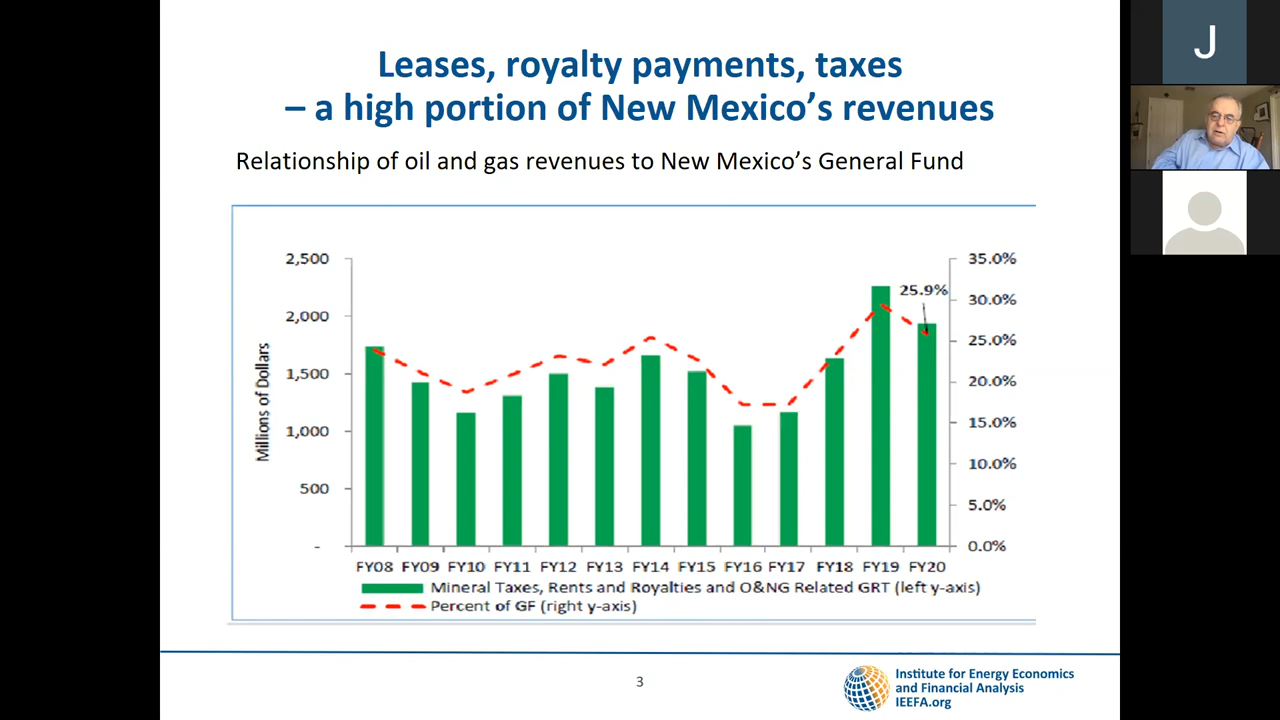 Leases, royalty payments, taxes
– a high portion of New Mexico's revenues
Relationship of oil and gas revenues to New Mexico's General Fund
Millions of Dollars
2,500
2,000
1,500
1,000
500
-
35.0%
30.0%
25.0%
20.0%
15.0%
10.0%
5.0%
0.0%
25.9%
FY08 FY09 FY10 FY11 FY12 FY13 FY14 FY15 FY16 FY17 FY18 FY19 FY20
Mineral Taxes, Rents and Royalties and O&NG Related GRT (left y-axis)
Percent of GF (right y-axis)
3
Institute for Energy Economics
and Financial Analysis
IEEFA.org
J